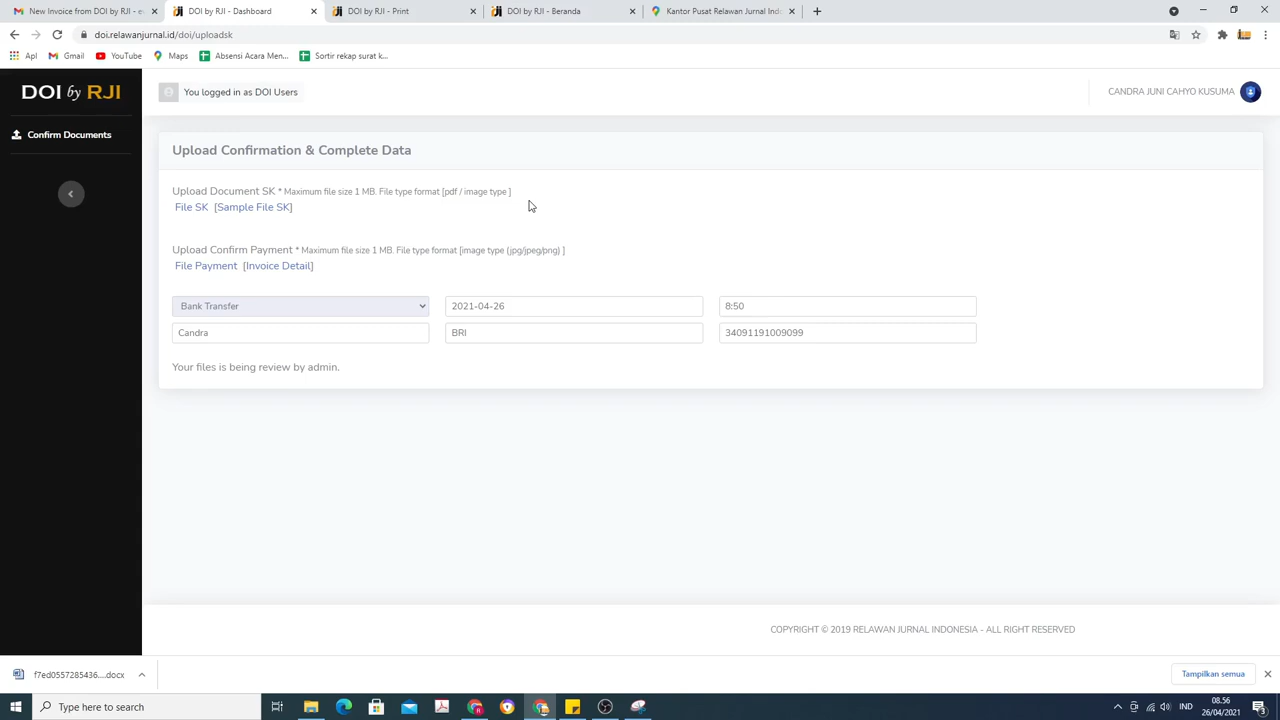 New Invoice from DOI by RJI - c
DOI by RJI - Dashboard
DOI by RJI - Print
DOI by RJI - Beranda
Kantor Pusat Relawan Jurnal Indo
doi.relawanjurnal.id/doi/uploadsk
Apl
Gmail
YouTube
Maps
Absensi Acara Men...
Sortir rekap surat k...
DOI by RJI
You logged in as DOI Users
CANDRA JUNI CAHYO KUSUMA
Confirm Documents
Upload Confirmation & Complete Data
Upload Document SK * Maximum file size 1 MB. File type format [pdf / image type ]
File SK [Sample File SK]
Upload Confirm Payment * Maximum file size 1 MB. File type format [image type (jpg/jpeg/png) ]
File Payment [Invoice Detail]
Bank Transfer
2021-04-26
8:50
Candra
BRI
34091191009099
Your files is being review by admin.
COPYRIGHT © 2019 RELAWAN JURNAL INDONESIA - ALL RIGHT RESERVED
f7ed0557285436....docx
Tampilkan semua
Type here to search
IND
08.56
26/04/2021